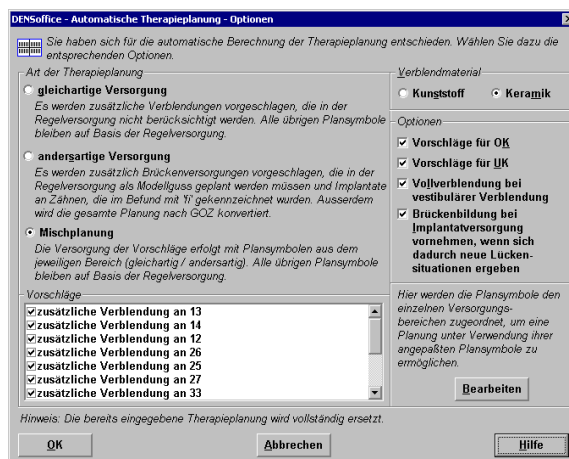 DENSoffice - Automatische Therapieplanung - Optionen
Sie haben sich für die automatische Berechnung der Therapieplanung entschieden. Wählen Sie dazu die
entsprechenden Optionen.
Art der Therapieplanung
gleichartige Versorgung
Es werden zusätzliche Verblendungen vorgeschlagen, die in der
Regelversorgung nicht berücksichtigt werden. Alle übrigen Plansymbole
bleiben auf Basis der Regelversorgung.
andersartige Versorgung
Es werden zusätzlich Brückenversorgungen vorgeschlagen, die in der
Regelversorgung als Modellguss geplant werden müssen und Implantate
an Zähnen, die im Befund mit 'fi' gekennzeichnet wurden. Ausserdem
wird die gesamte Planung nach GOZ konvertiert.
Mischplanung
Die Versorgung der Vorschläge erfolgt mit Plansymbolen aus dem
jeweiligen Bereich (gleichartig / andersartig). Alle übrigen Plansymbole
bleiben auf Basis der Regelversorgung.
Vorschläge
zusätzliche Verblendung an 13
zusätzliche Verblendung an 14
zusätzliche Verblendung an 12
zusätzliche Verblendung an 26
zusätzliche Verblendung an 25
zusätzliche Verblendung an 27
zusätzliche Verblendung an 33
Verblendmaterial
Kunststoff Keramik
Optionen
Vorschläge für OK
Vorschläge für UK
Vollverblendung bei
vestibulärer Verblendung
Brückenbildung bei
Implantatversorgung
vornehmen, wenn sich
dadurch neue Lücken-
situationen ergeben
Hier werden die Plansymbole den
einzelnen Versorgungs-
bereichen zugeordnet, um eine
Planung unter Verwendung ihrer
angepaßten Plansymbole zu
ermöglichen.
Bearbeiten
Hinweis: Die bereits eingegebene Therapieplanung wird vollständig ersetzt.
OK Abbrechen Hilfe